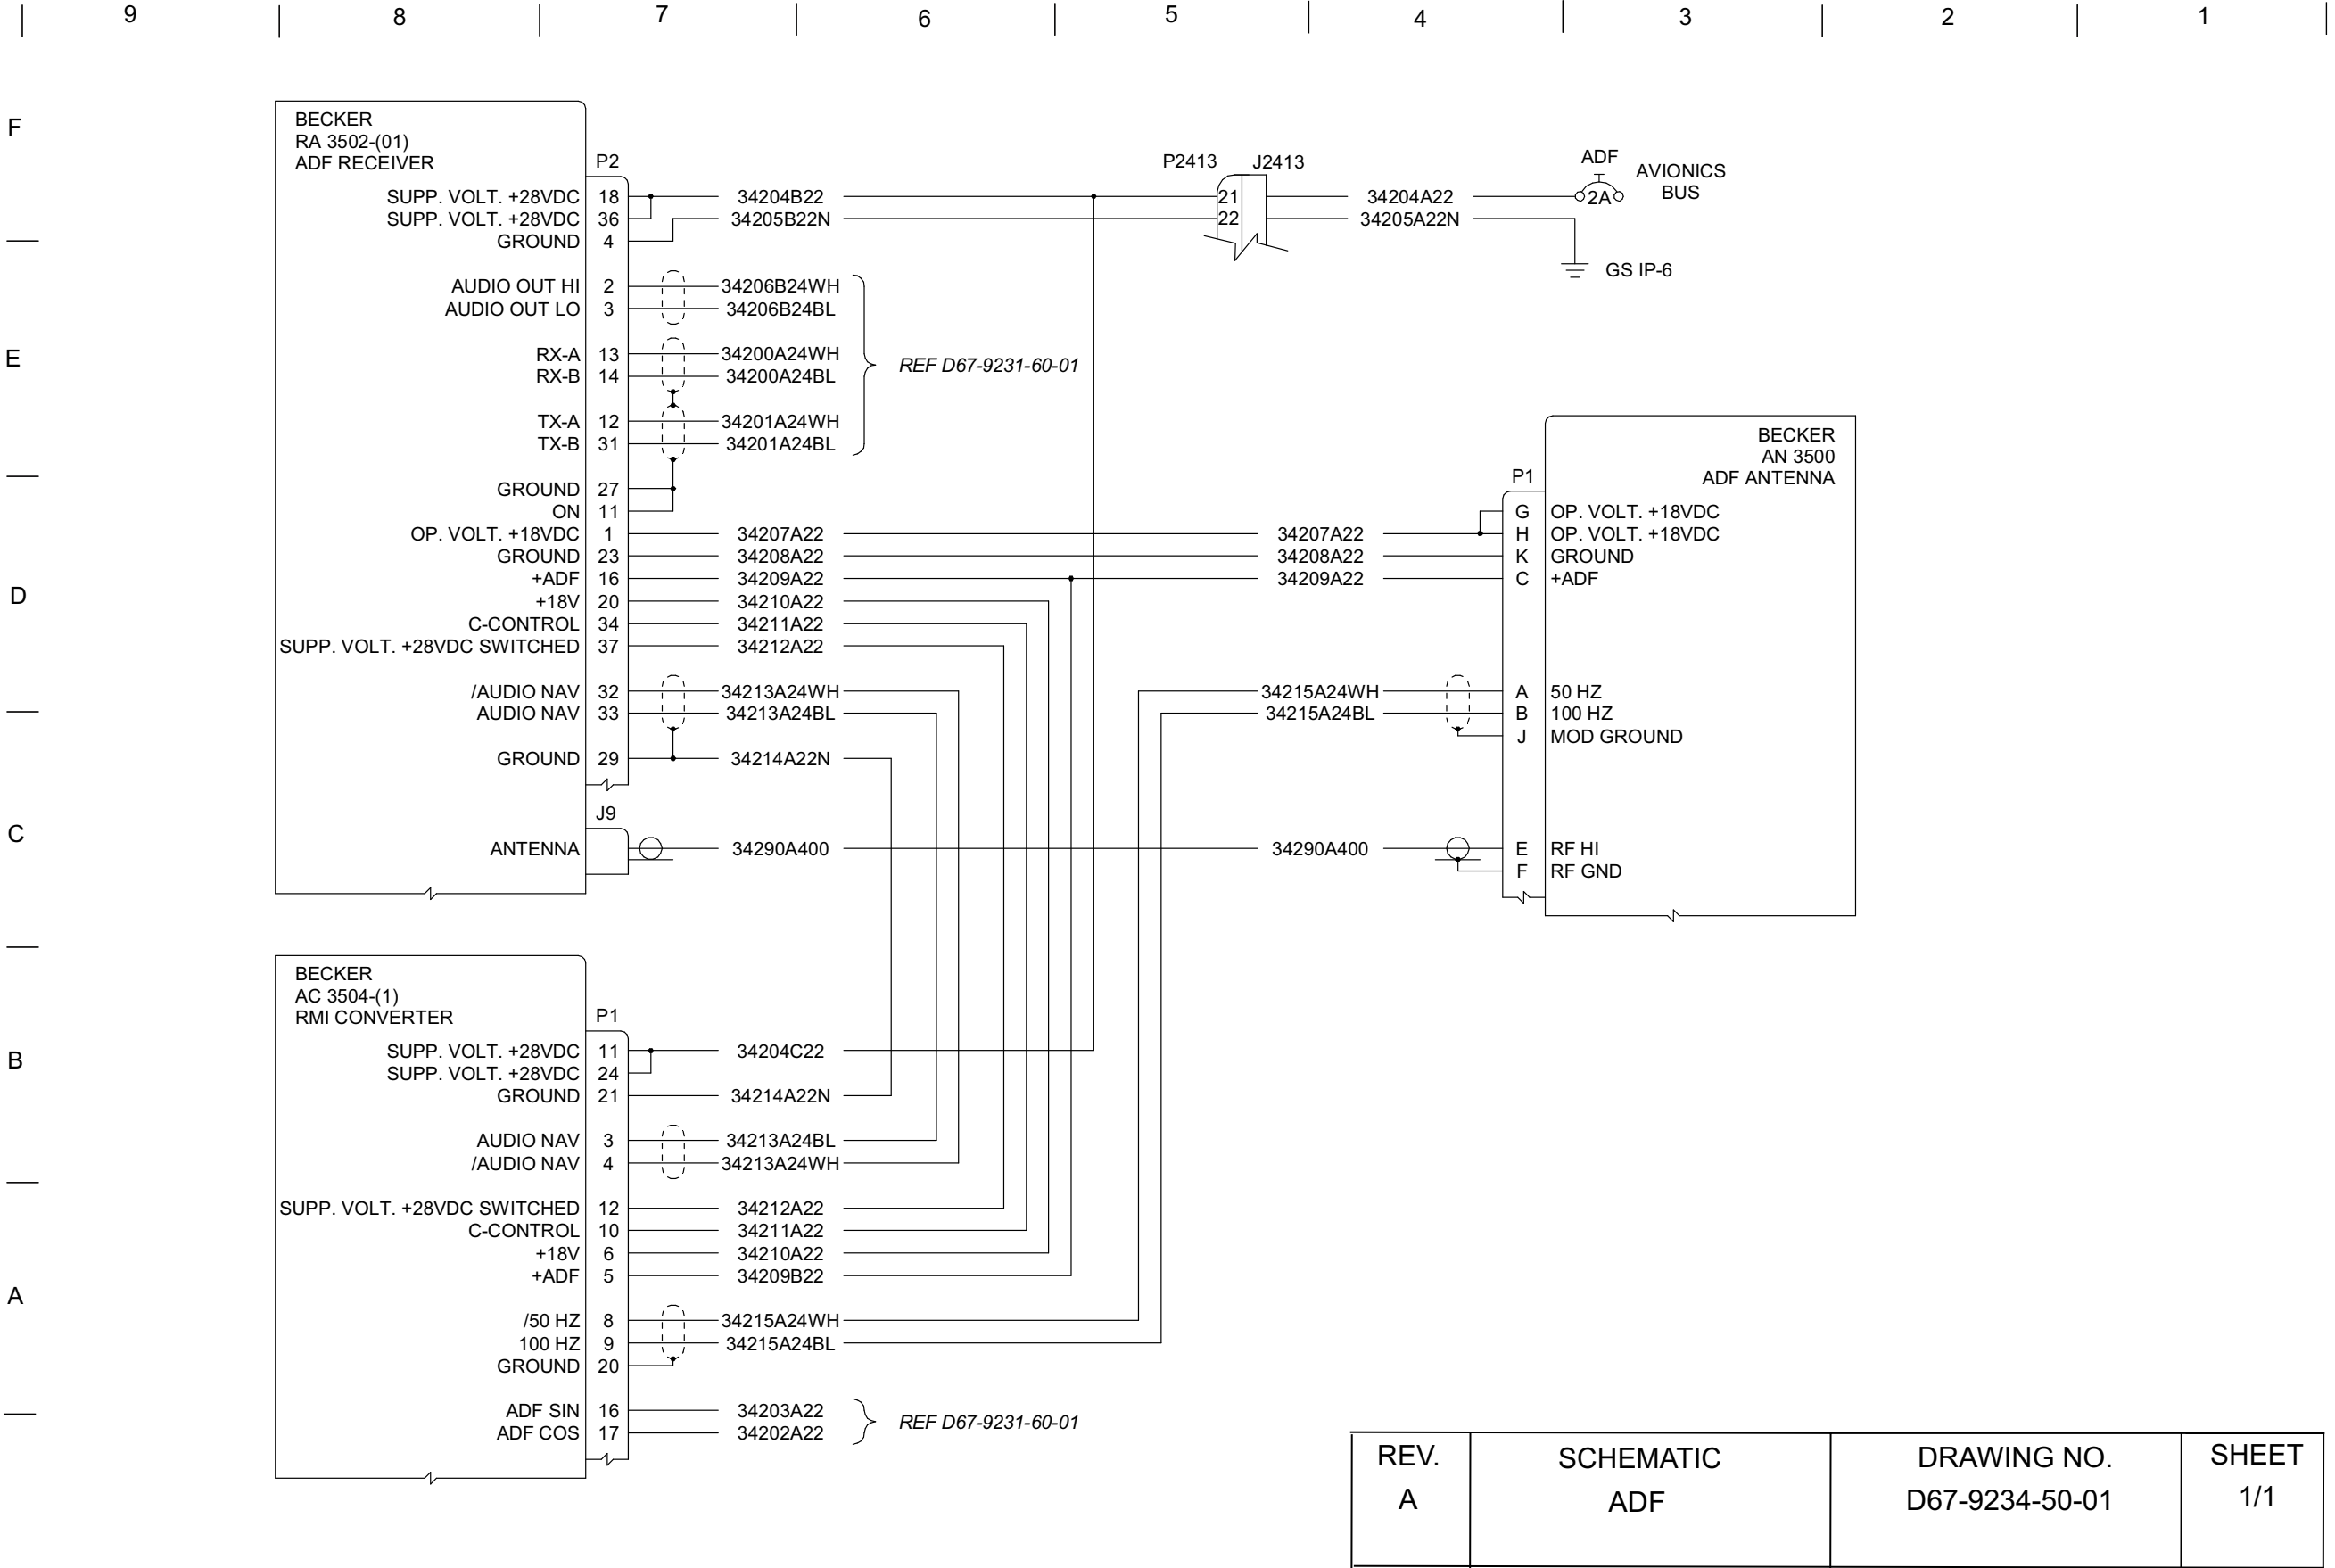 9 8 7 6 5 4 3 2 1
F
E
D
C
B
A
BECKER
RA 3502-(01)
ADF RECEIVER
P2
SUPP. VOLT. +28VDC 18 34204B22
SUPP. VOLT. +28VDC 36 34205B22N
GROUND 4
AUDIO OUT HI 2 34206B24WH
AUDIO OUT LO 3 34206B24BL
RX-A 13 34200A24WH
RX-B 14 34200A24BL
REF D67-9231-60-01
TX-A 12 34201A24WH
TX-B 31 34201A24BL
GROUND 27
ON 11
OP. VOLT. +18VDC 1 34207A22
GROUND 23 34208A22
+ADF 16 34209A22
+18V 20 34210A22
C-CONTROL 34 34211A22
SUPP. VOLT. +28VDC SWITCHED 37 34212A22
/AUDIO NAV 32 34213A24WH
AUDIO NAV 33 34213A24BL
GROUND 29 34214A22N
J9
ANTENNA 34290A400
P2413 J2413
21 34204A22
22 34205A22N
ADF
2A
AVIONICS
BUS
GS IP-6
BECKER
AN 3500
ADF ANTENNA
P1
G OP. VOLT. +18VDC
34207A22 H OP. VOLT. +18VDC
34208A22 K GROUND
34209A22 C +ADF
34215A24WH A 50 HZ
34215A24BL B 100 HZ
J MOD GROUND
34290A400 E RF HI
F RF GND
BECKER
AC 3504-(1)
RMI CONVERTER
P1
SUPP. VOLT. +28VDC 11 34204C22
SUPP. VOLT. +28VDC 24
GROUND 21 34214A22N
AUDIO NAV 3 34213A24BL
/AUDIO NAV 4 34213A24WH
SUPP. VOLT. +28VDC SWITCHED 12 34212A22
C-CONTROL 10 34211A22
+18V 6 34210A22
+ADF 5 34209B22
/50 HZ 8 34215A24WH
100 HZ 9 34215A24BL
GROUND 20
ADF SIN 16 34203A22
ADF COS 17 34202A22
REF D67-9231-60-01
REV. SCHEMATIC DRAWING NO. SHEET
A ADF D67-9234-50-01 1/1